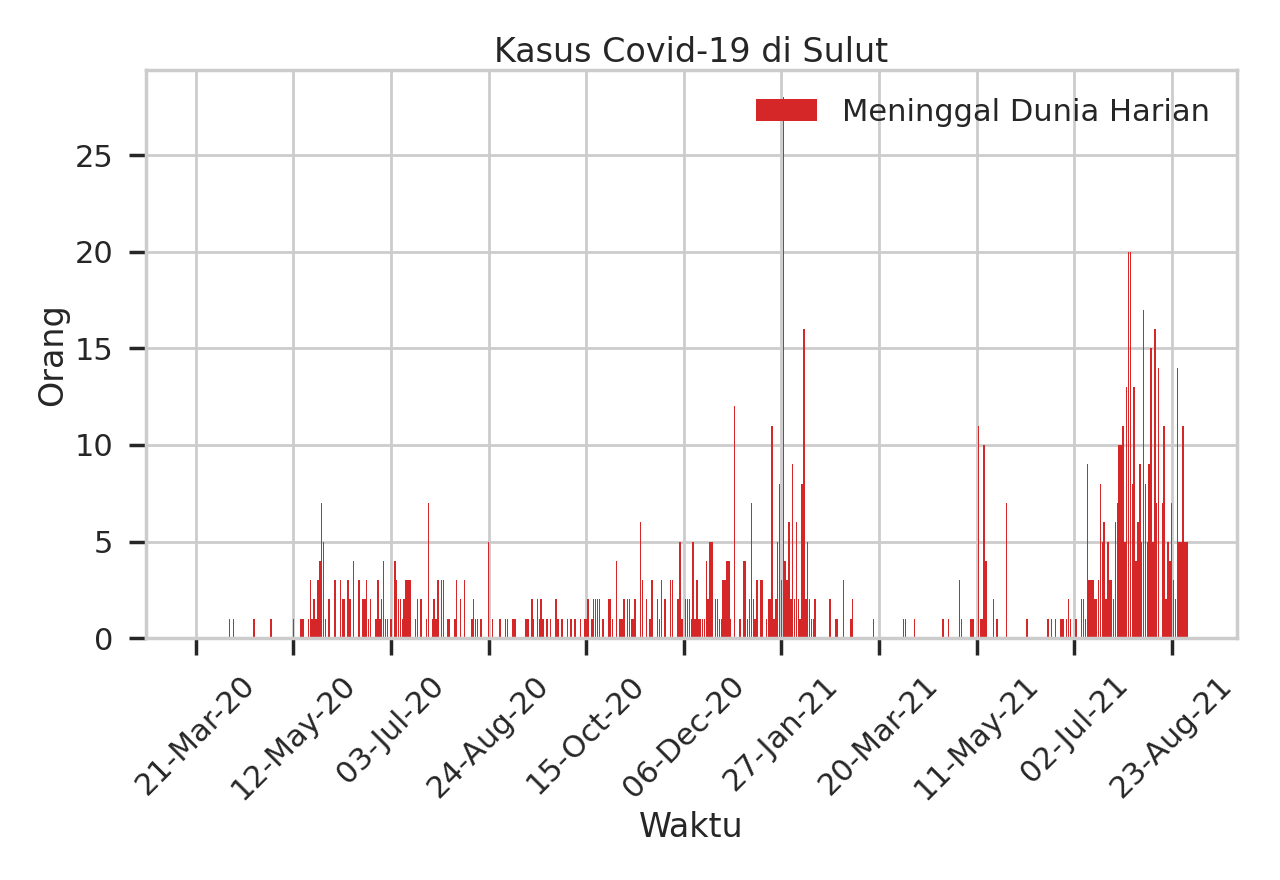 Kasus Covid-19 di Sulut
Meninggal Dunia Harian
25
20
15
10
5
0
Orang
21-Mar-20
12-May-20
03-Jul-20
24-Aug-20
15-Oct-20
06-Dec-20
27-Jan-21
20-Mar-21
11-May-21
02-Jul-21
23-Aug-21
Waktu